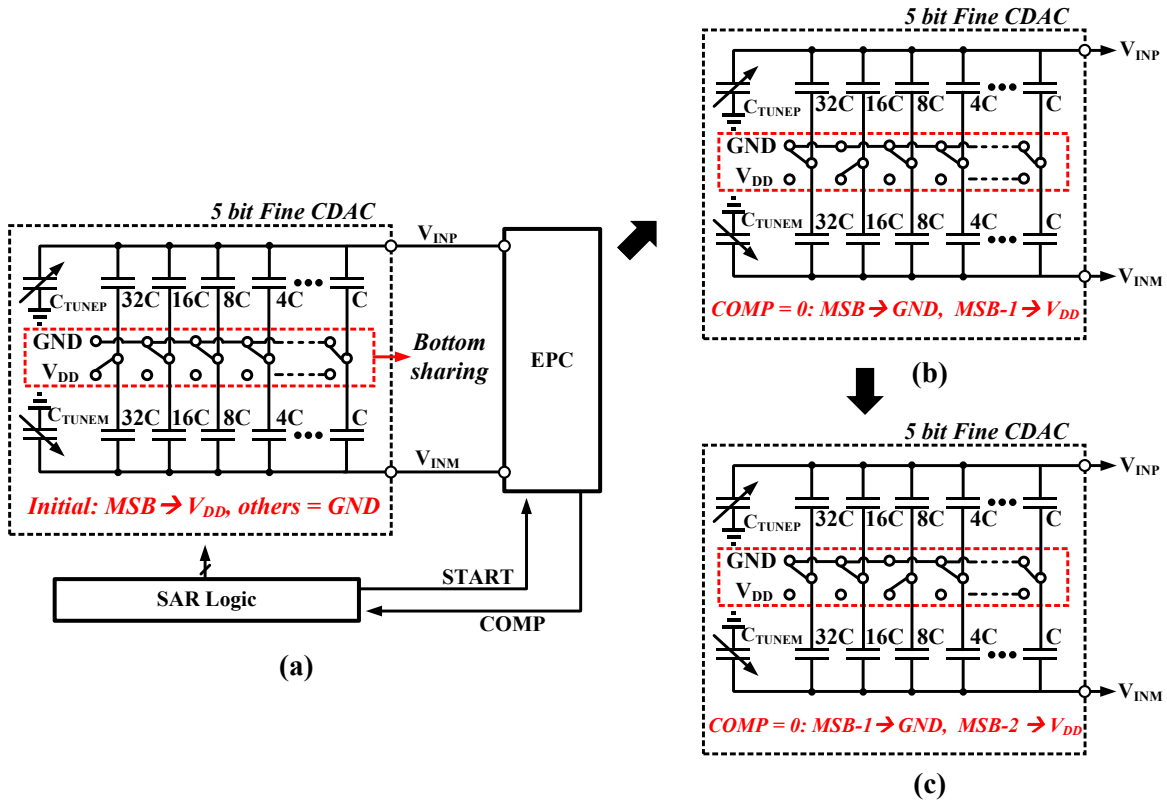 5 bit Fine CDAC
C_TUNEP
32C 16C 8C 4C ••• C
GND
V_DD
C_TUNEM
32C 16C 8C 4C ••• C
Initial: MSB → V_DD, others = GND
V_INP
V_INM
Bottom
sharing
EPC
START
COMP
SAR Logic
(a)
5 bit Fine CDAC
V_INP
C_TUNEP
32C 16C 8C 4C ••• C
GND
V_DD
C_TUNEM
32C 16C 8C 4C ••• C
V_INM
COMP = 0: MSB → GND, MSB-1 → V_DD
(b)
5 bit Fine CDAC
V_INP
C_TUNEP
32C 16C 8C 4C ••• C
GND
V_DD
C_TUNEM
32C 16C 8C 4C ••• C
V_INM
COMP = 0: MSB-1 → GND, MSB-2 → V_DD
(c)